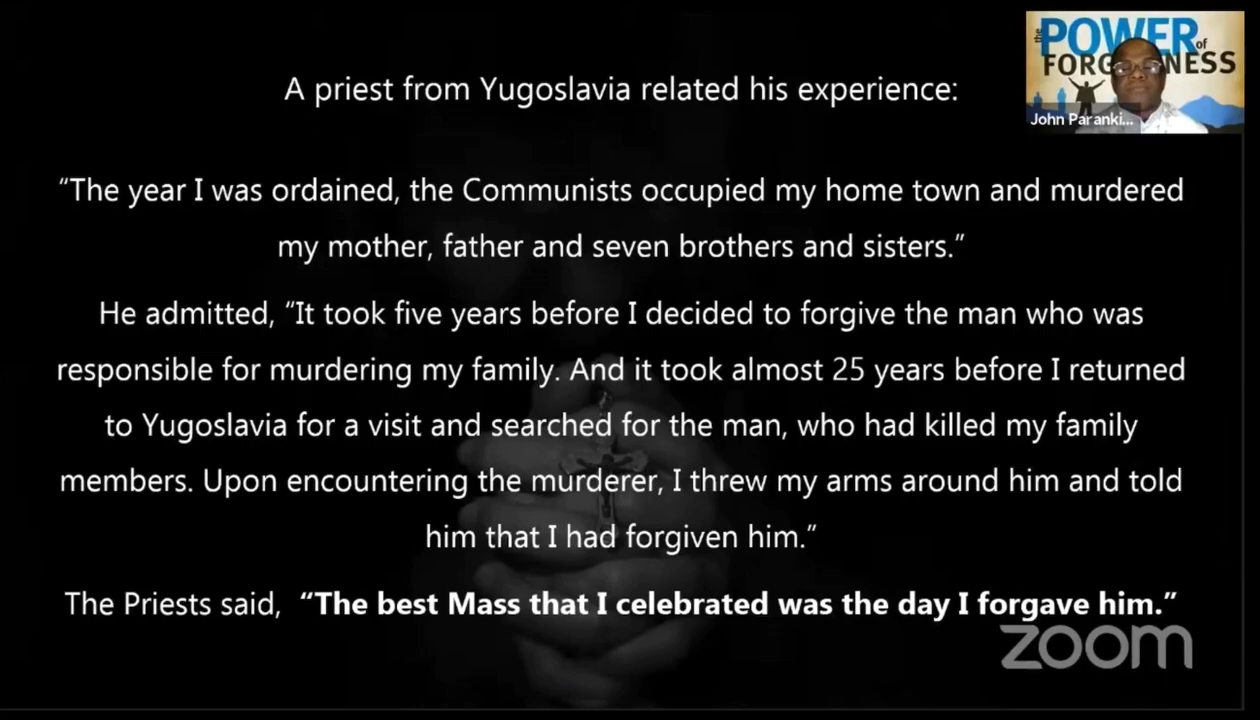 the
POWER of
FORG NESS
John Paranki...
A priest from Yugoslavia related his experience:
“The year I was ordained, the Communists occupied my home town and murdered
my mother, father and seven brothers and sisters.”
He admitted, “It took five years before I decided to forgive the man who was
responsible for murdering my family. And it took almost 25 years before I returned
to Yugoslavia for a visit and searched for the man, who had killed my family
members. Upon encountering the murderer, I threw my arms around him and told
him that I had forgiven him.”
The Priests said, “The best Mass that I celebrated was the day I forgave him.”
zoom